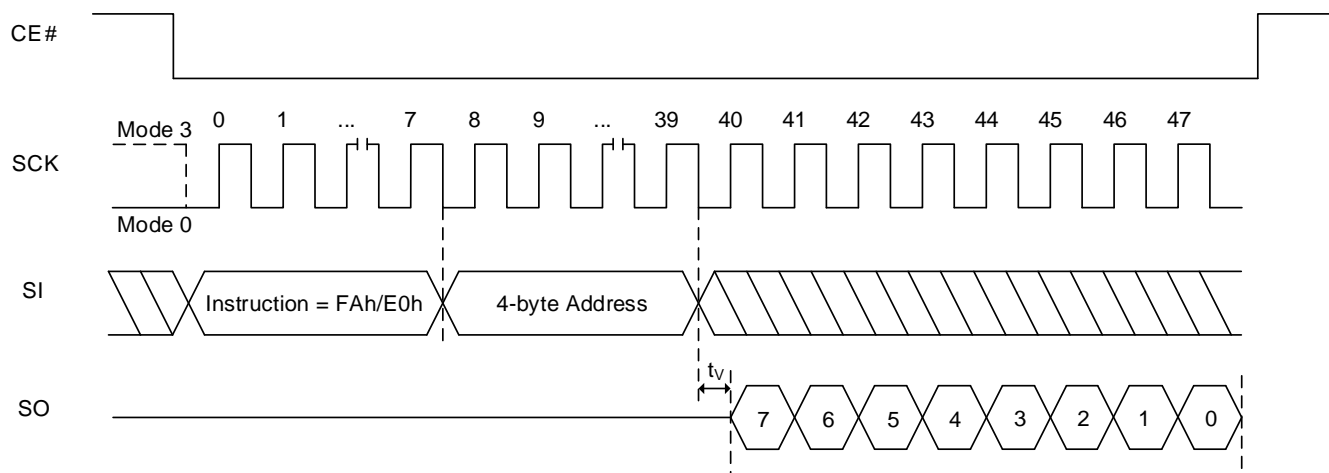 CE#
0 1 ... 7 8 9 ... 39 40 41 42 43 44 45 46 47
Mode 3
SCK
Mode 0
SI
Instruction = FAh/E0h
4-byte Address
tV
SO
7 6 5 4 3 2 1 0